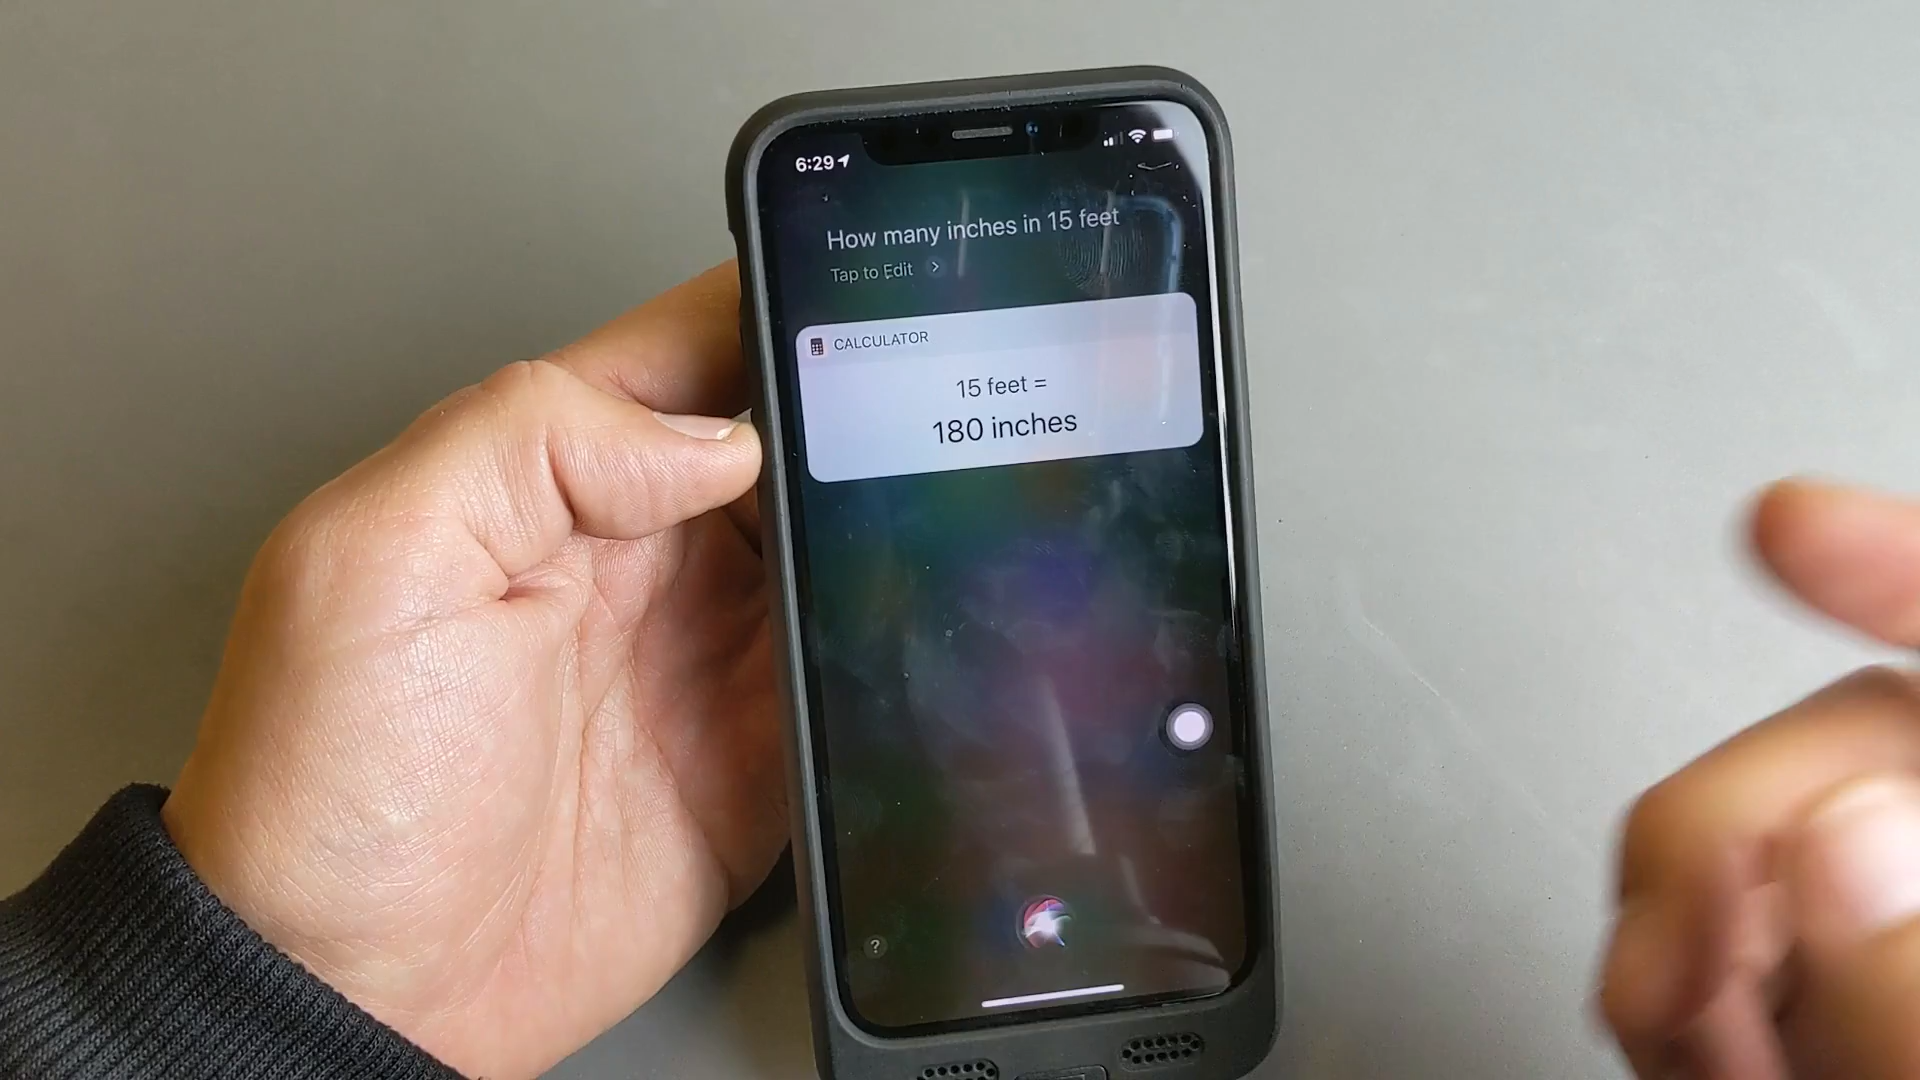 6:29
How many inches in 15 feet
Tap to Edit >
CALCULATOR
15 feet =
180 inches
?